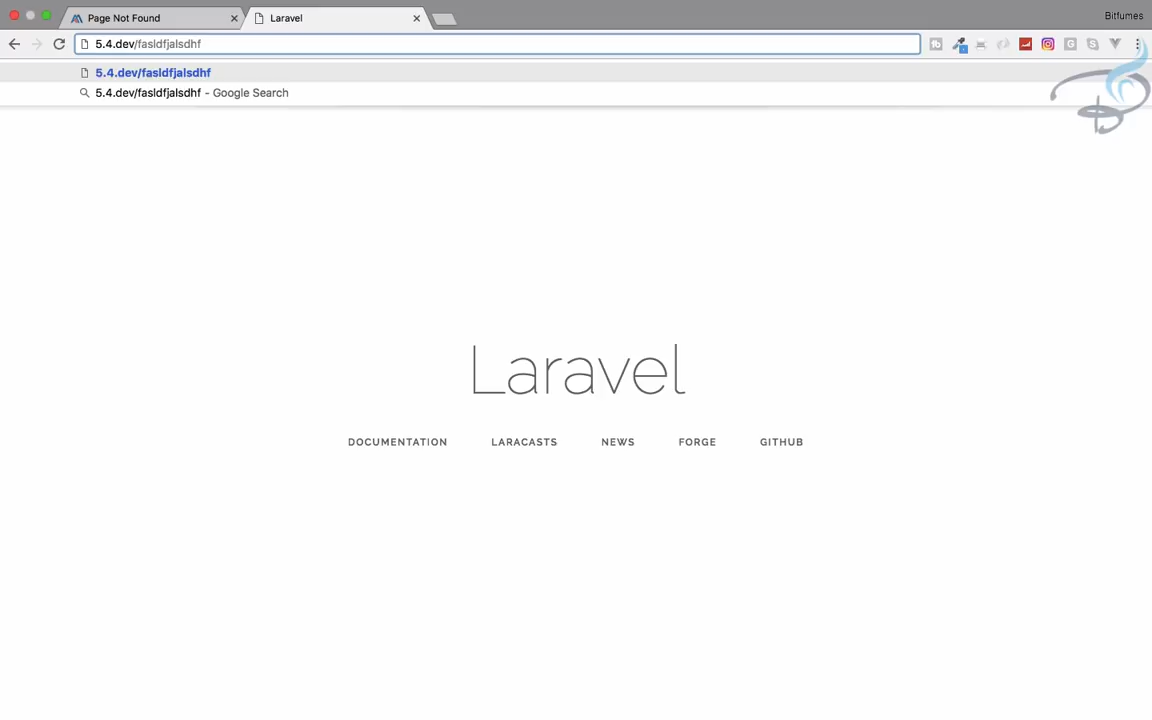 Page Not Found
Laravel
Bitfumes
5.4.dev/fasldfjalsdhf
5.4.dev/fasldfjalsdhf
5.4.dev/fasldfjalsdhf - Google Search
Laravel
DOCUMENTATION LARACASTS NEWS FORGE GITHUB